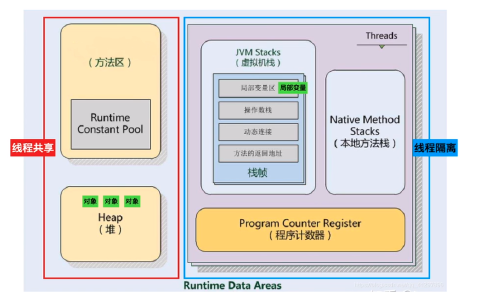 Threads
JVM Stacks
（虚拟机栈）
（方法区）
局部变量区
局部变量
操作数栈
Runtime
Constant Pool
动态连接
Native Method
Stacks
（本地方法栈）
方法的返回地址
线程共享
线程隔离
栈帧
对象 对象 对象
Heap
（堆）
Program Counter Register
（程序计数器）
Runtime Data Areas